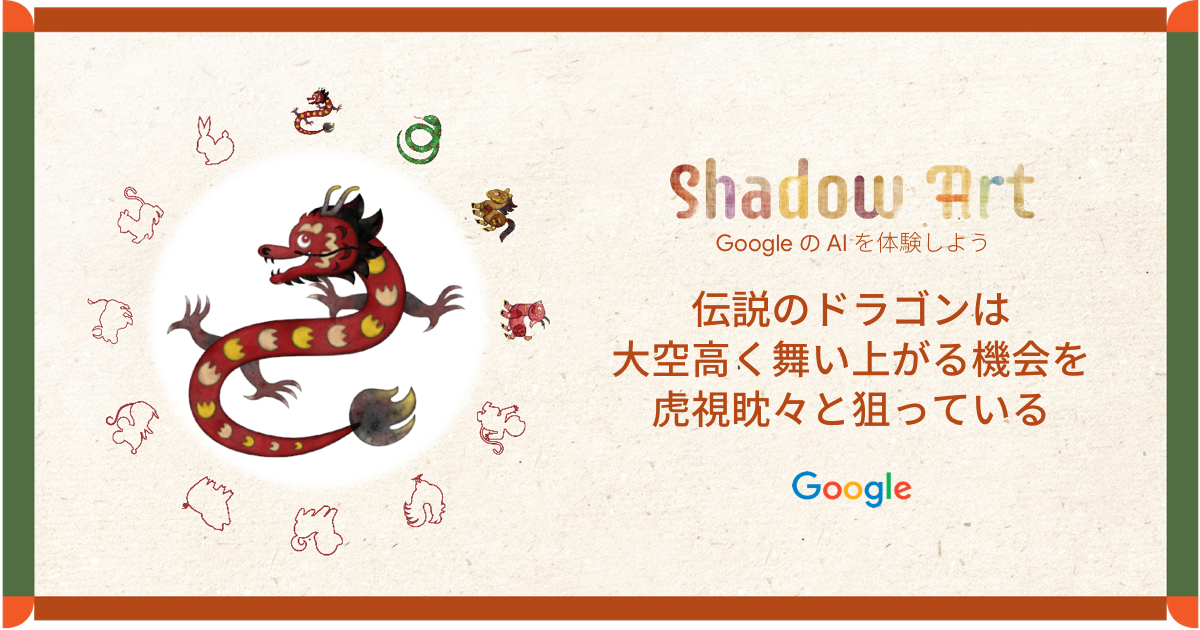 Shadow Art
Google の AI を体験しよう
伝説のドラゴンは
大空高く舞い上がる機会を
虎視眈々と狙っている
Google